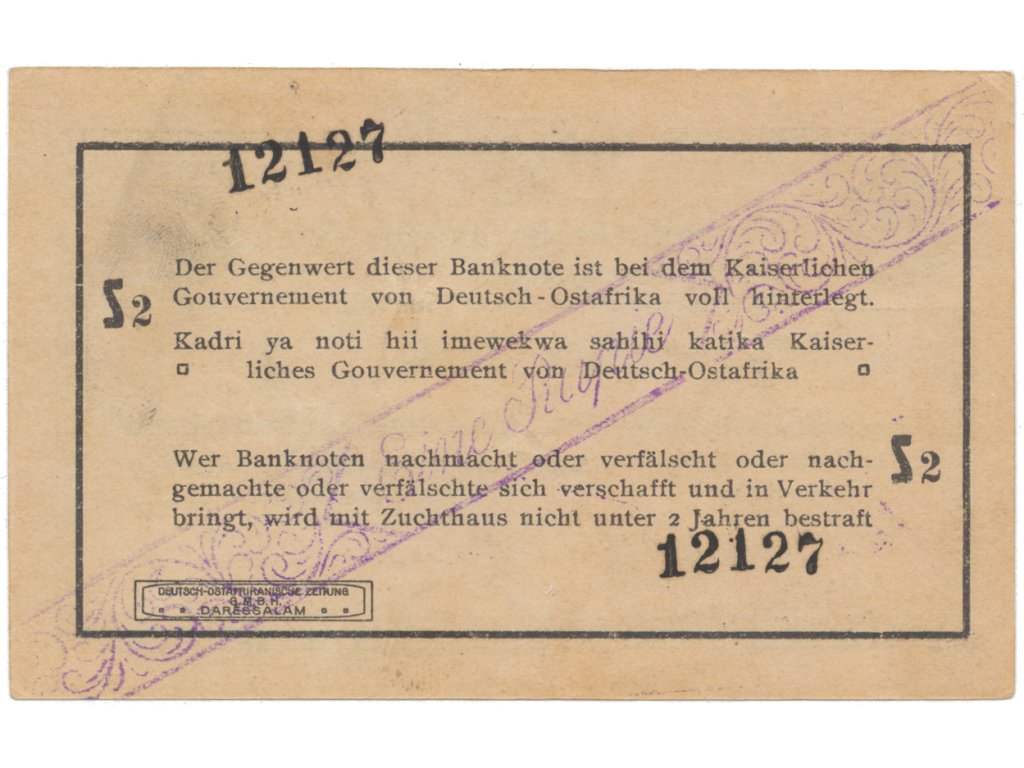 12127
Der Gegenwert dieser Banknote ist bei dem Kaiserlichen
Gouvernement von Deutsch-Ostafrika voll hinterlegt.
S2
Kadri ya noti hii imewekwa sahihi katika Kaiser-
liches Gouvernement von Deutsch-Ostafrika
Eine Rupie
Wer Banknoten nachmacht oder verfälscht oder nach-
gemachte oder verfälschte sich verschafft und in Verkehr
bringt, wird mit Zuchthaus nicht unter 2 Jahren bestraft
S2
12127
DEUTSCH-OSTAFRIKANISCHE ZEITUNG
G.M.B.H.
DARESSALAM